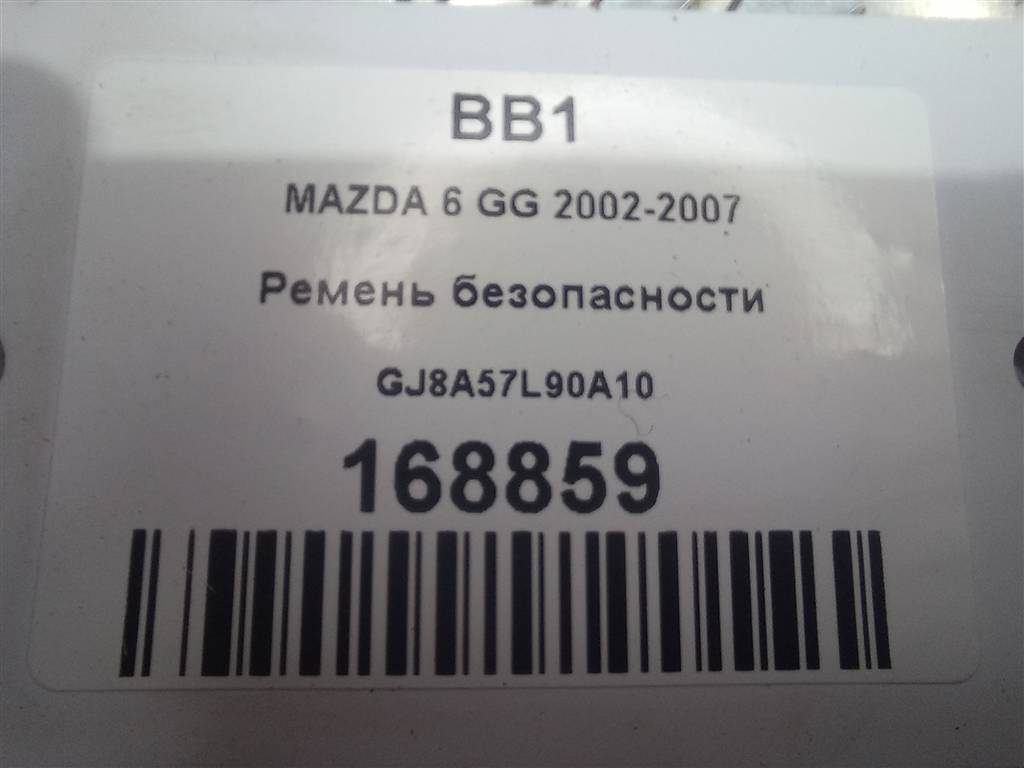 BB1
MAZDA 6 GG 2002-2007
Ремень безопасности
GJ8A57L90A10
168859